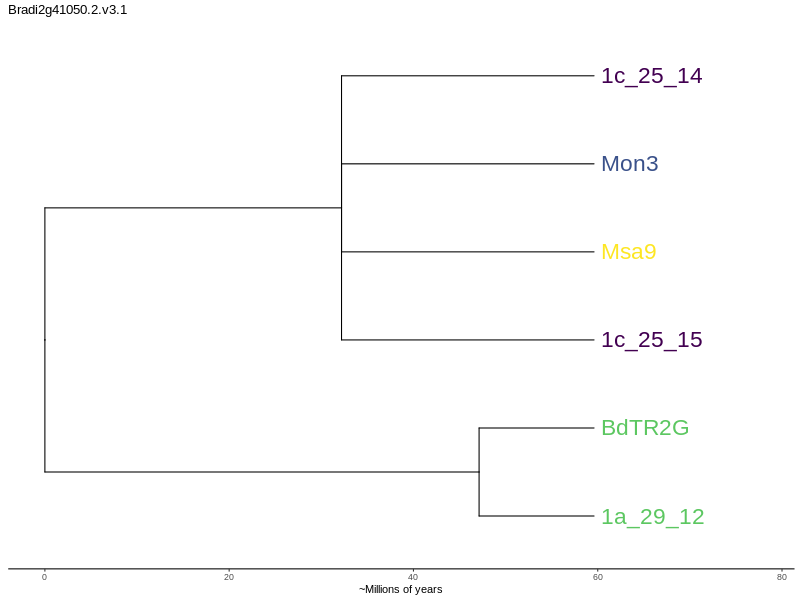 Bradi2g41050.2.v3.1
1c_25_14
Mon3
Msa9
1c_25_15
BdTR2G
1a_29_12
0 20 40 60 80
~Millions of years